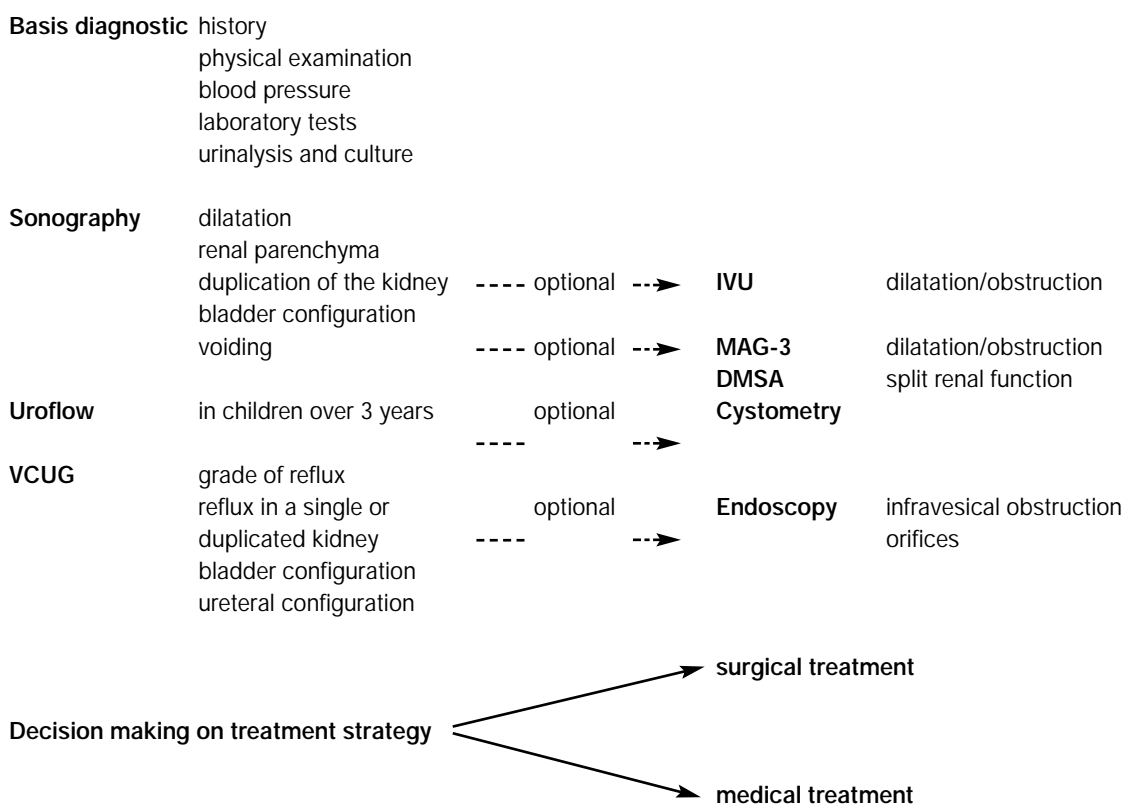 Basis diagnostic history
physical examination
blood pressure
laboratory tests
urinalysis and culture
Sonography dilatation
renal parenchyma
duplication of the kidney optional IVU dilatation/obstruction
bladder configuration
voiding optional MAG-3 dilatation/obstruction
DMSA split renal function
Uroflow in children over 3 years optional Cystometry
VCUG grade of reflux
reflux in a single or optional Endoscopy infravesical obstruction
duplicated kidney orifices
bladder configuration
ureteral configuration
surgical treatment
Decision making on treatment strategy
medical treatment